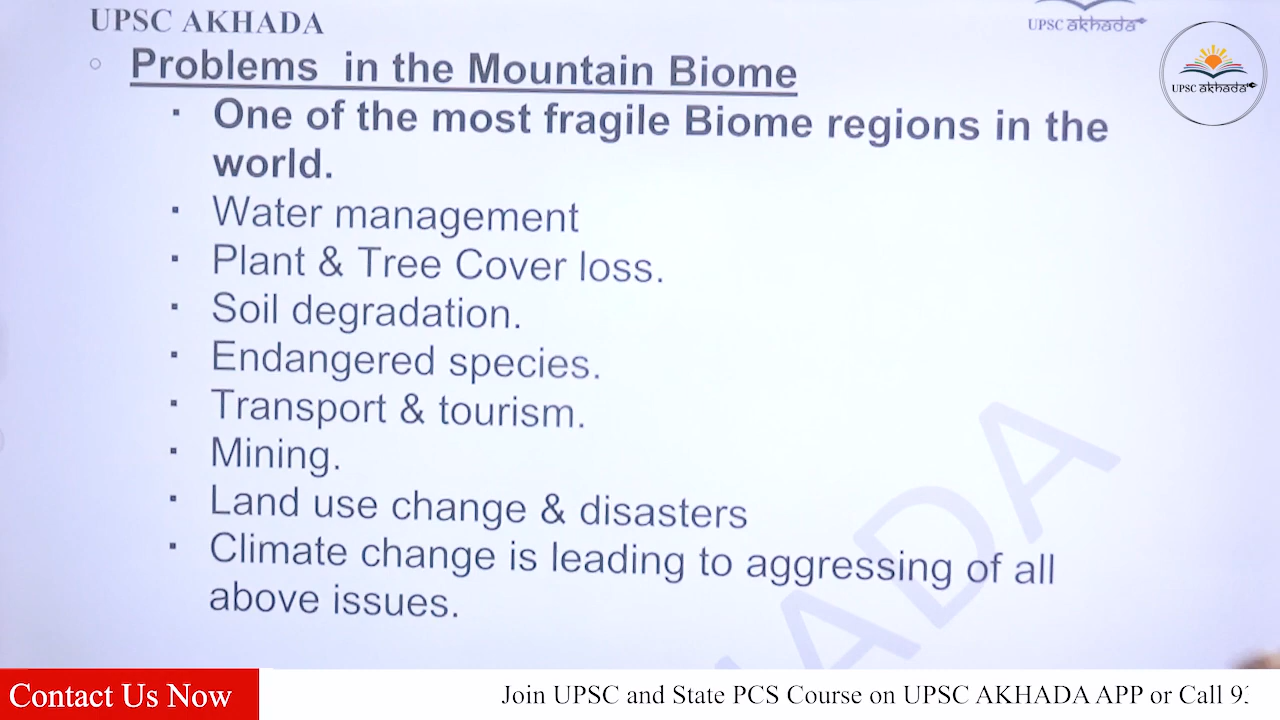 UPSC AKHADA
UPSC akhada
UPSC akhada
Problems in the Mountain Biome
One of the most fragile Biome regions in the
world.
Water management
Plant & Tree Cover loss.
Soil degradation.
Endangered species.
Transport & tourism.
Mining.
Land use change & disasters
Climate change is leading to aggressing of all
above issues.
HADA
Contact Us Now
Join UPSC and State PCS Course on UPSC AKHADA APP or Call 9